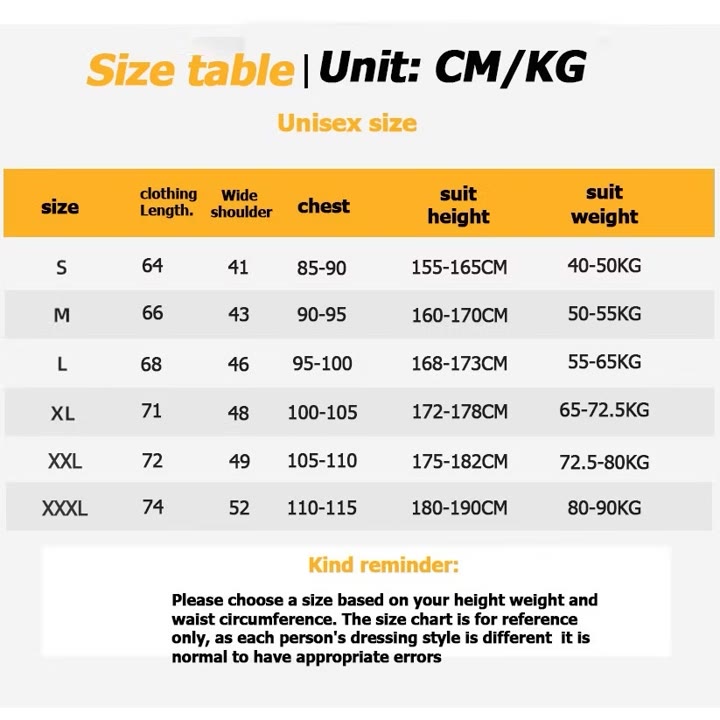 Size table | Unit: CM/KG
Unisex size
size clothing Length. Wide shoulder chest suit height suit weight
S 64 41 85-90 155-165CM 40-50KG
M 66 43 90-95 160-170CM 50-55KG
L 68 46 95-100 168-173CM 55-65KG
XL 71 48 100-105 172-178CM 65-72.5KG
XXL 72 49 105-110 175-182CM 72.5-80KG
XXXL 74 52 110-115 180-190CM 80-90KG
Kind reminder:
Please choose a size based on your height weight and
waist circumference. The size chart is for reference
only, as each person's dressing style is different it is
normal to have appropriate errors